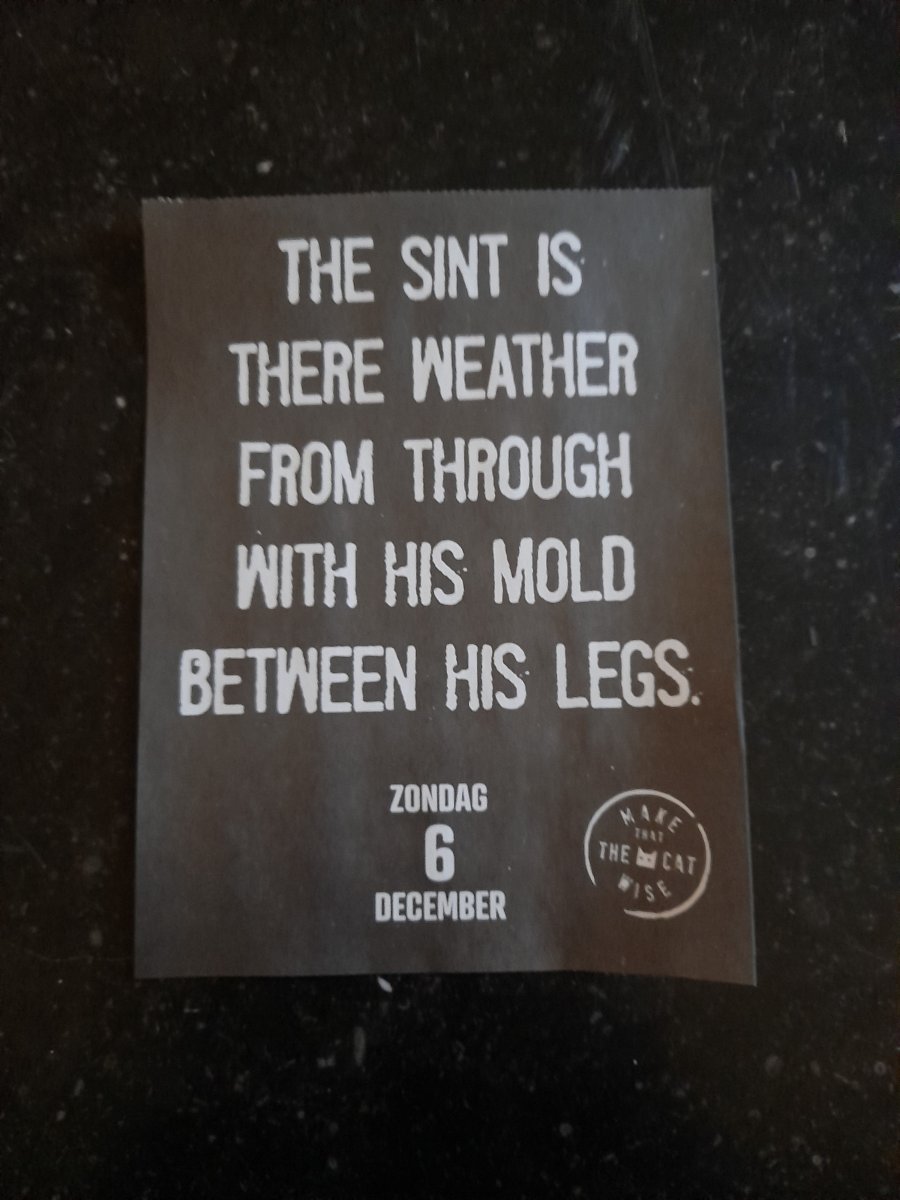 THE SINT IS
THERE WEATHER
FROM THROUGH
WITH HIS MOLD
BETWEEN HIS LEGS.
ZONDAG
6
DECEMBER
MAKE
THAT
THE CAT
WISE